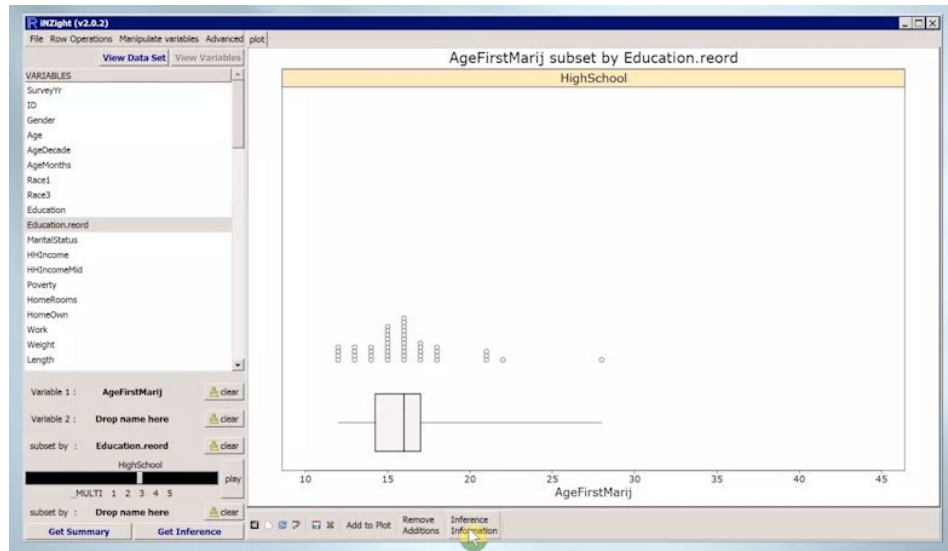 iNZight (v2.0.2)
File Row Operations Manipulate variables Advanced plot
View Data Set View Variables
VARIABLES
SurveyYr
ID
Gender
Age
AgeDecade
AgeMonths
Race1
Race3
Education
Education.reord
MaritalStatus
HHIncome
HHIncomeMid
Poverty
HomeRooms
HomeOwn
Work
Weight
Length
Variable 1 : AgeFirstMarij clear
Variable 2 : Drop name here clear
subset by : Education.reord clear
HighSchool
play
_MULTI 1 2 3 4 5
subset by : Drop name here clear
Get Summary Get Inference
AgeFirstMarij subset by Education.reord
HighSchool
10 15 20 25 30 35 40 45
AgeFirstMarij
Add to Plot
Remove Additions
Inference Information